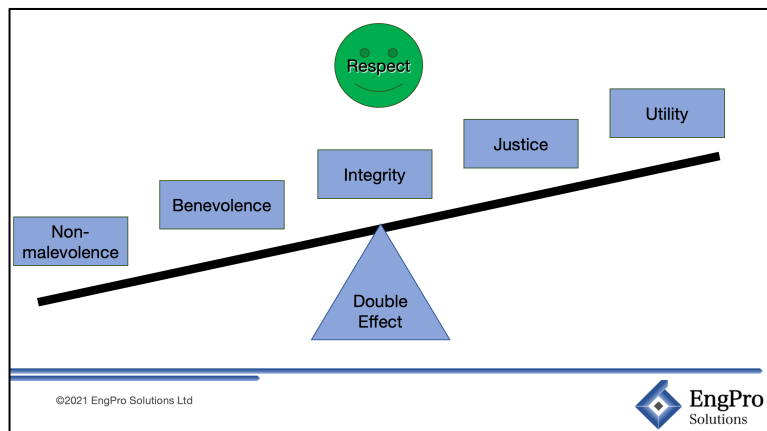 Respect
Utility
Justice
Integrity
Benevolence
Non-
malevolence
Double
Effect
©2021 EngPro Solutions Ltd
EngPro
Solutions